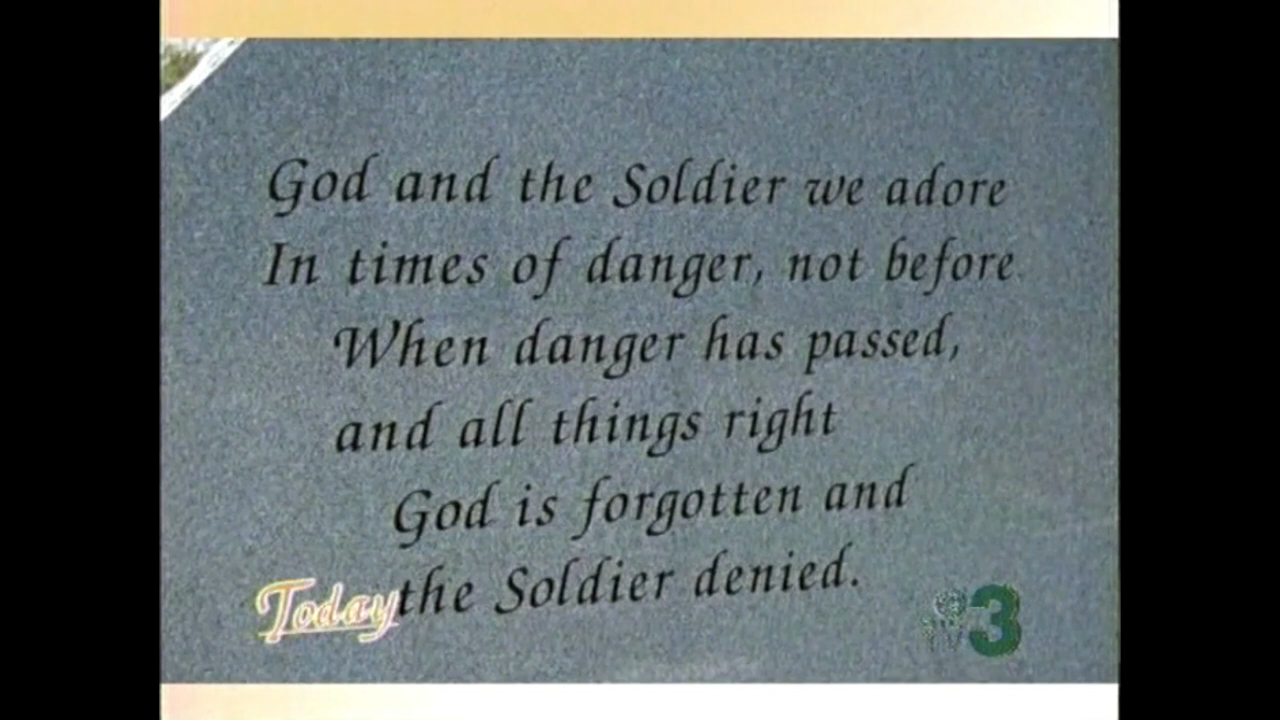 God and the Soldier we adore
In times of danger, not before
When danger has passed,
and all things right
God is forgotten and
the Soldier denied.
Today
TV3